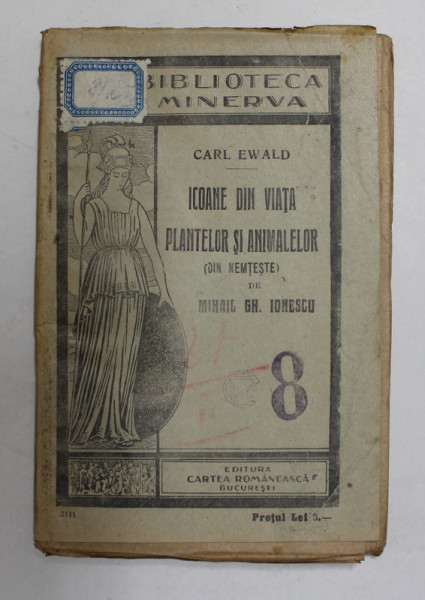 BIBLIOTECA
MINERVA
CARL EWALD
ICOANE DIN VIAȚA
PLANTELOR ȘI ANIMALELOR
(DIN NEMȚEȘTE)
DE
MIHAIL GH. IONESCU
8
EDITURA
CARTEA ROMÂNEASCĂ
BUCUREȘTI
Prețul Lei 3.—